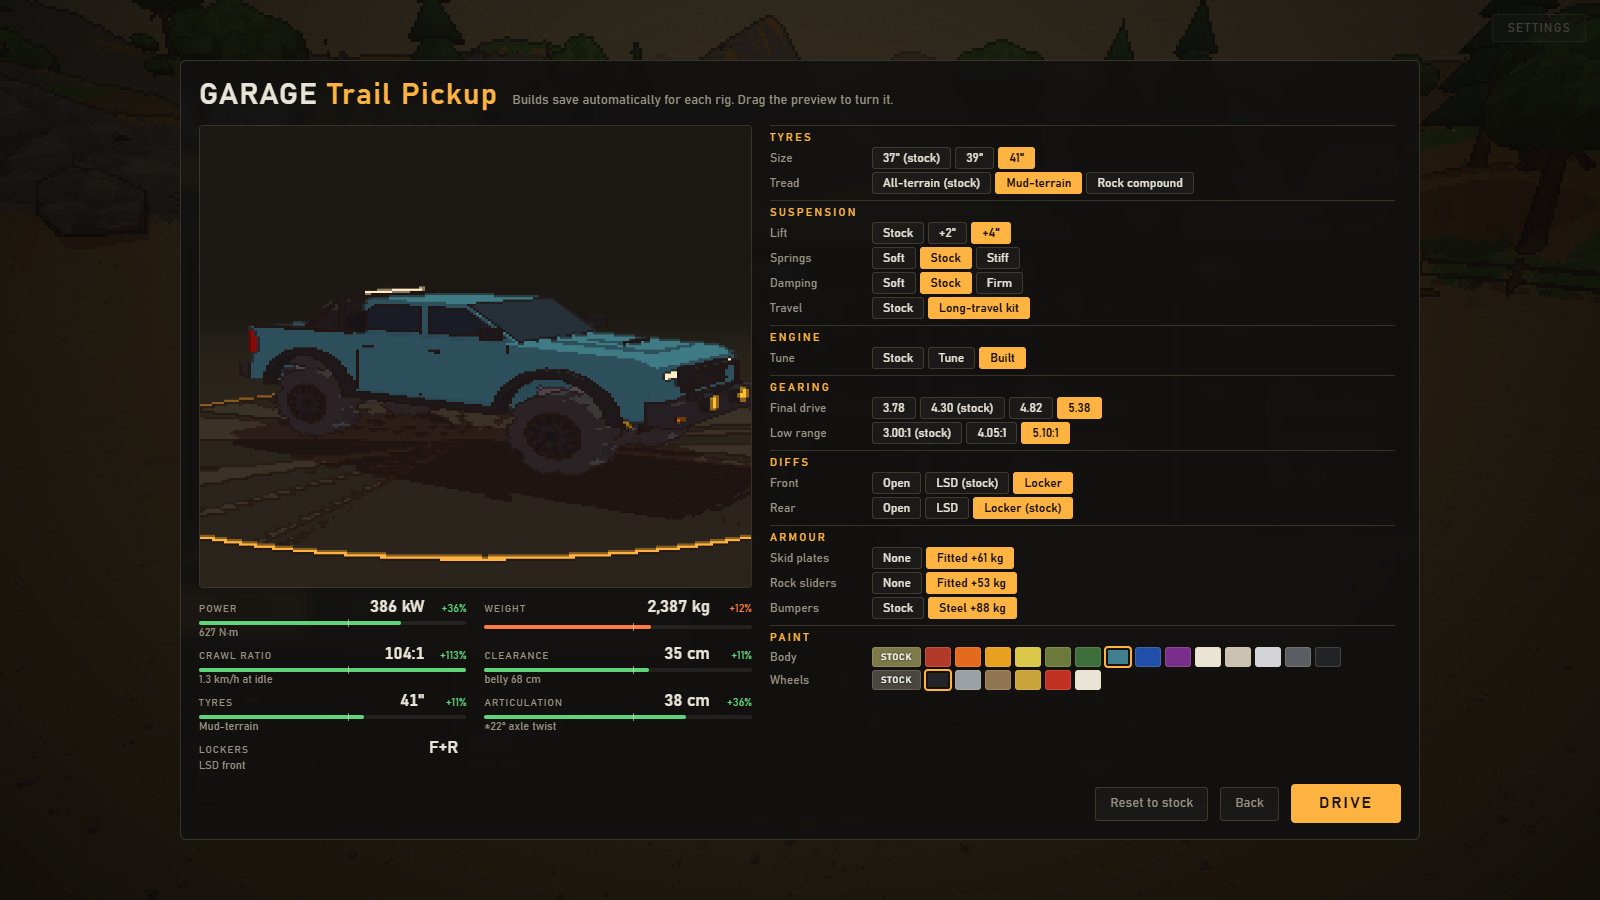 SETTINGS
GARAGE Trail Pickup Builds save automatically for each rig. Drag the preview to turn it.
TYRES
Size 37" (stock) 39" 41"
Tread All-terrain (stock) Mud-terrain Rock compound
SUSPENSION
Lift Stock +2" +4"
Springs Soft Stock Stiff
Damping Soft Stock Firm
Travel Stock Long-travel kit
ENGINE
Tune Stock Tune Built
GEARING
Final drive 3.78 4.30 (stock) 4.82 5.38
Low range 3.00:1 (stock) 4.05:1 5.10:1
DIFFS
Front Open LSD (stock) Locker
Rear Open LSD Locker (stock)
ARMOUR
Skid plates None Fitted +61 kg
Rock sliders None Fitted +53 kg
Bumpers Stock Steel +88 kg
PAINT
Body STOCK
Wheels STOCK
POWER 386 kW +36%
627 N·m
WEIGHT 2,387 kg +12%
CRAWL RATIO 104:1 +113%
1.3 km/h at idle
CLEARANCE 35 cm +11%
belly 68 cm
TYRES 41" +11%
Mud-terrain
ARTICULATION 38 cm +36%
±22° axle twist
LOCKERS F+R
LSD front
Reset to stock Back DRIVE